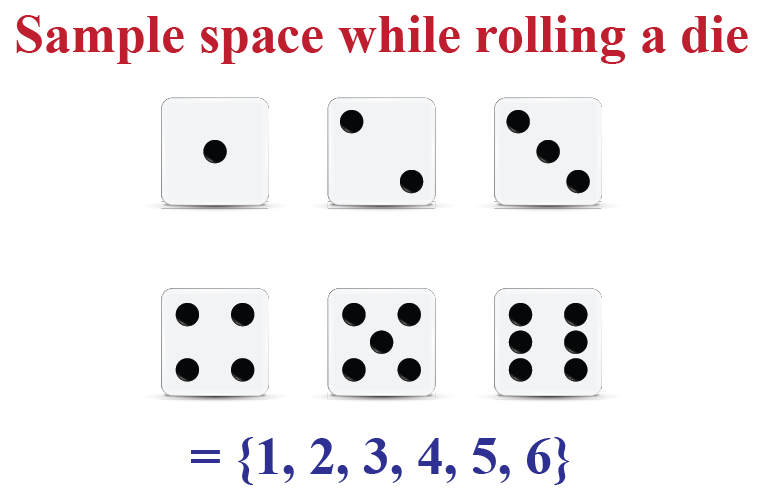 Sample space while rolling a die
= {1, 2, 3, 4, 5, 6}